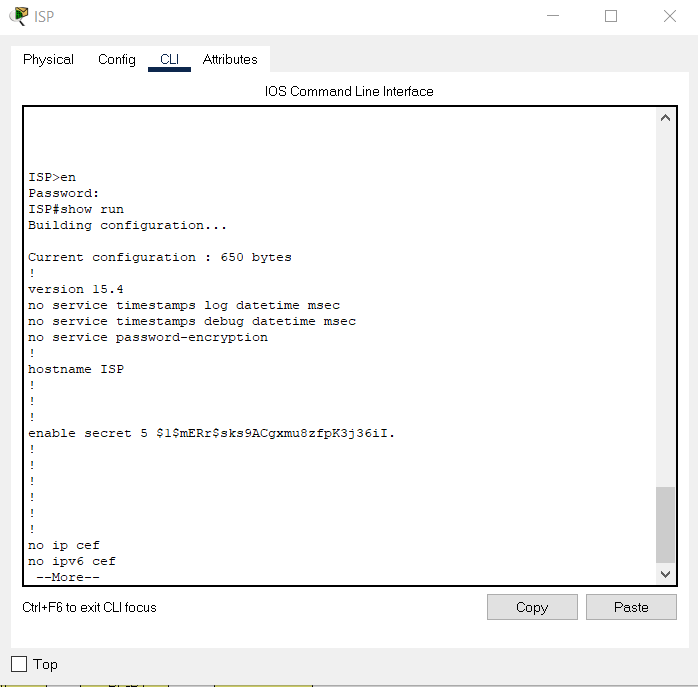 ISP
Physical Config CLI Attributes
IOS Command Line Interface
ISP>en
Password:
ISP#show run
Building configuration...
Current configuration : 650 bytes
!
version 15.4
no service timestamps log datetime msec
no service timestamps debug datetime msec
no service password-encryption
!
hostname ISP
!
!
!
enable secret 5 $1$mERr$sks9ACgxmu8zfpK3j36iI.
!
!
!
!
!
!
no ip cef
no ipv6 cef
--More--
Ctrl+F6 to exit CLI focus
Copy
Paste
Top